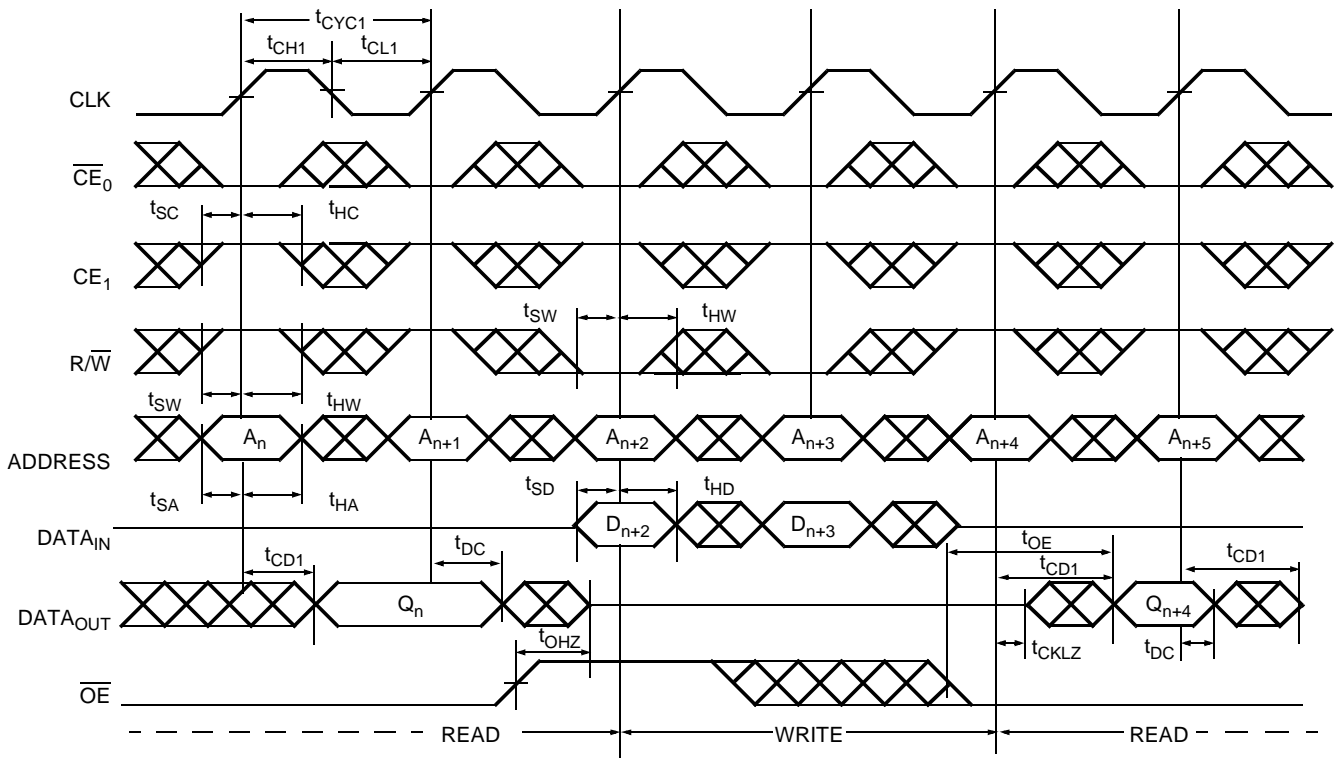 tCYC1
tCH1 tCL1
CLK
CE0
tSC tHC
CE1
tSW tHW
R/W
tSW tHW
An An+1 An+2 An+3 An+4 An+5
ADDRESS
tSA tHA tSD tHD
Dn+2 Dn+3
DATAIN
tOE
tCD1 tDC tCD1 tCD1
Qn Qn+4
DATAOUT
tOHZ tCKLZ tDC
OE
READ WRITE READ